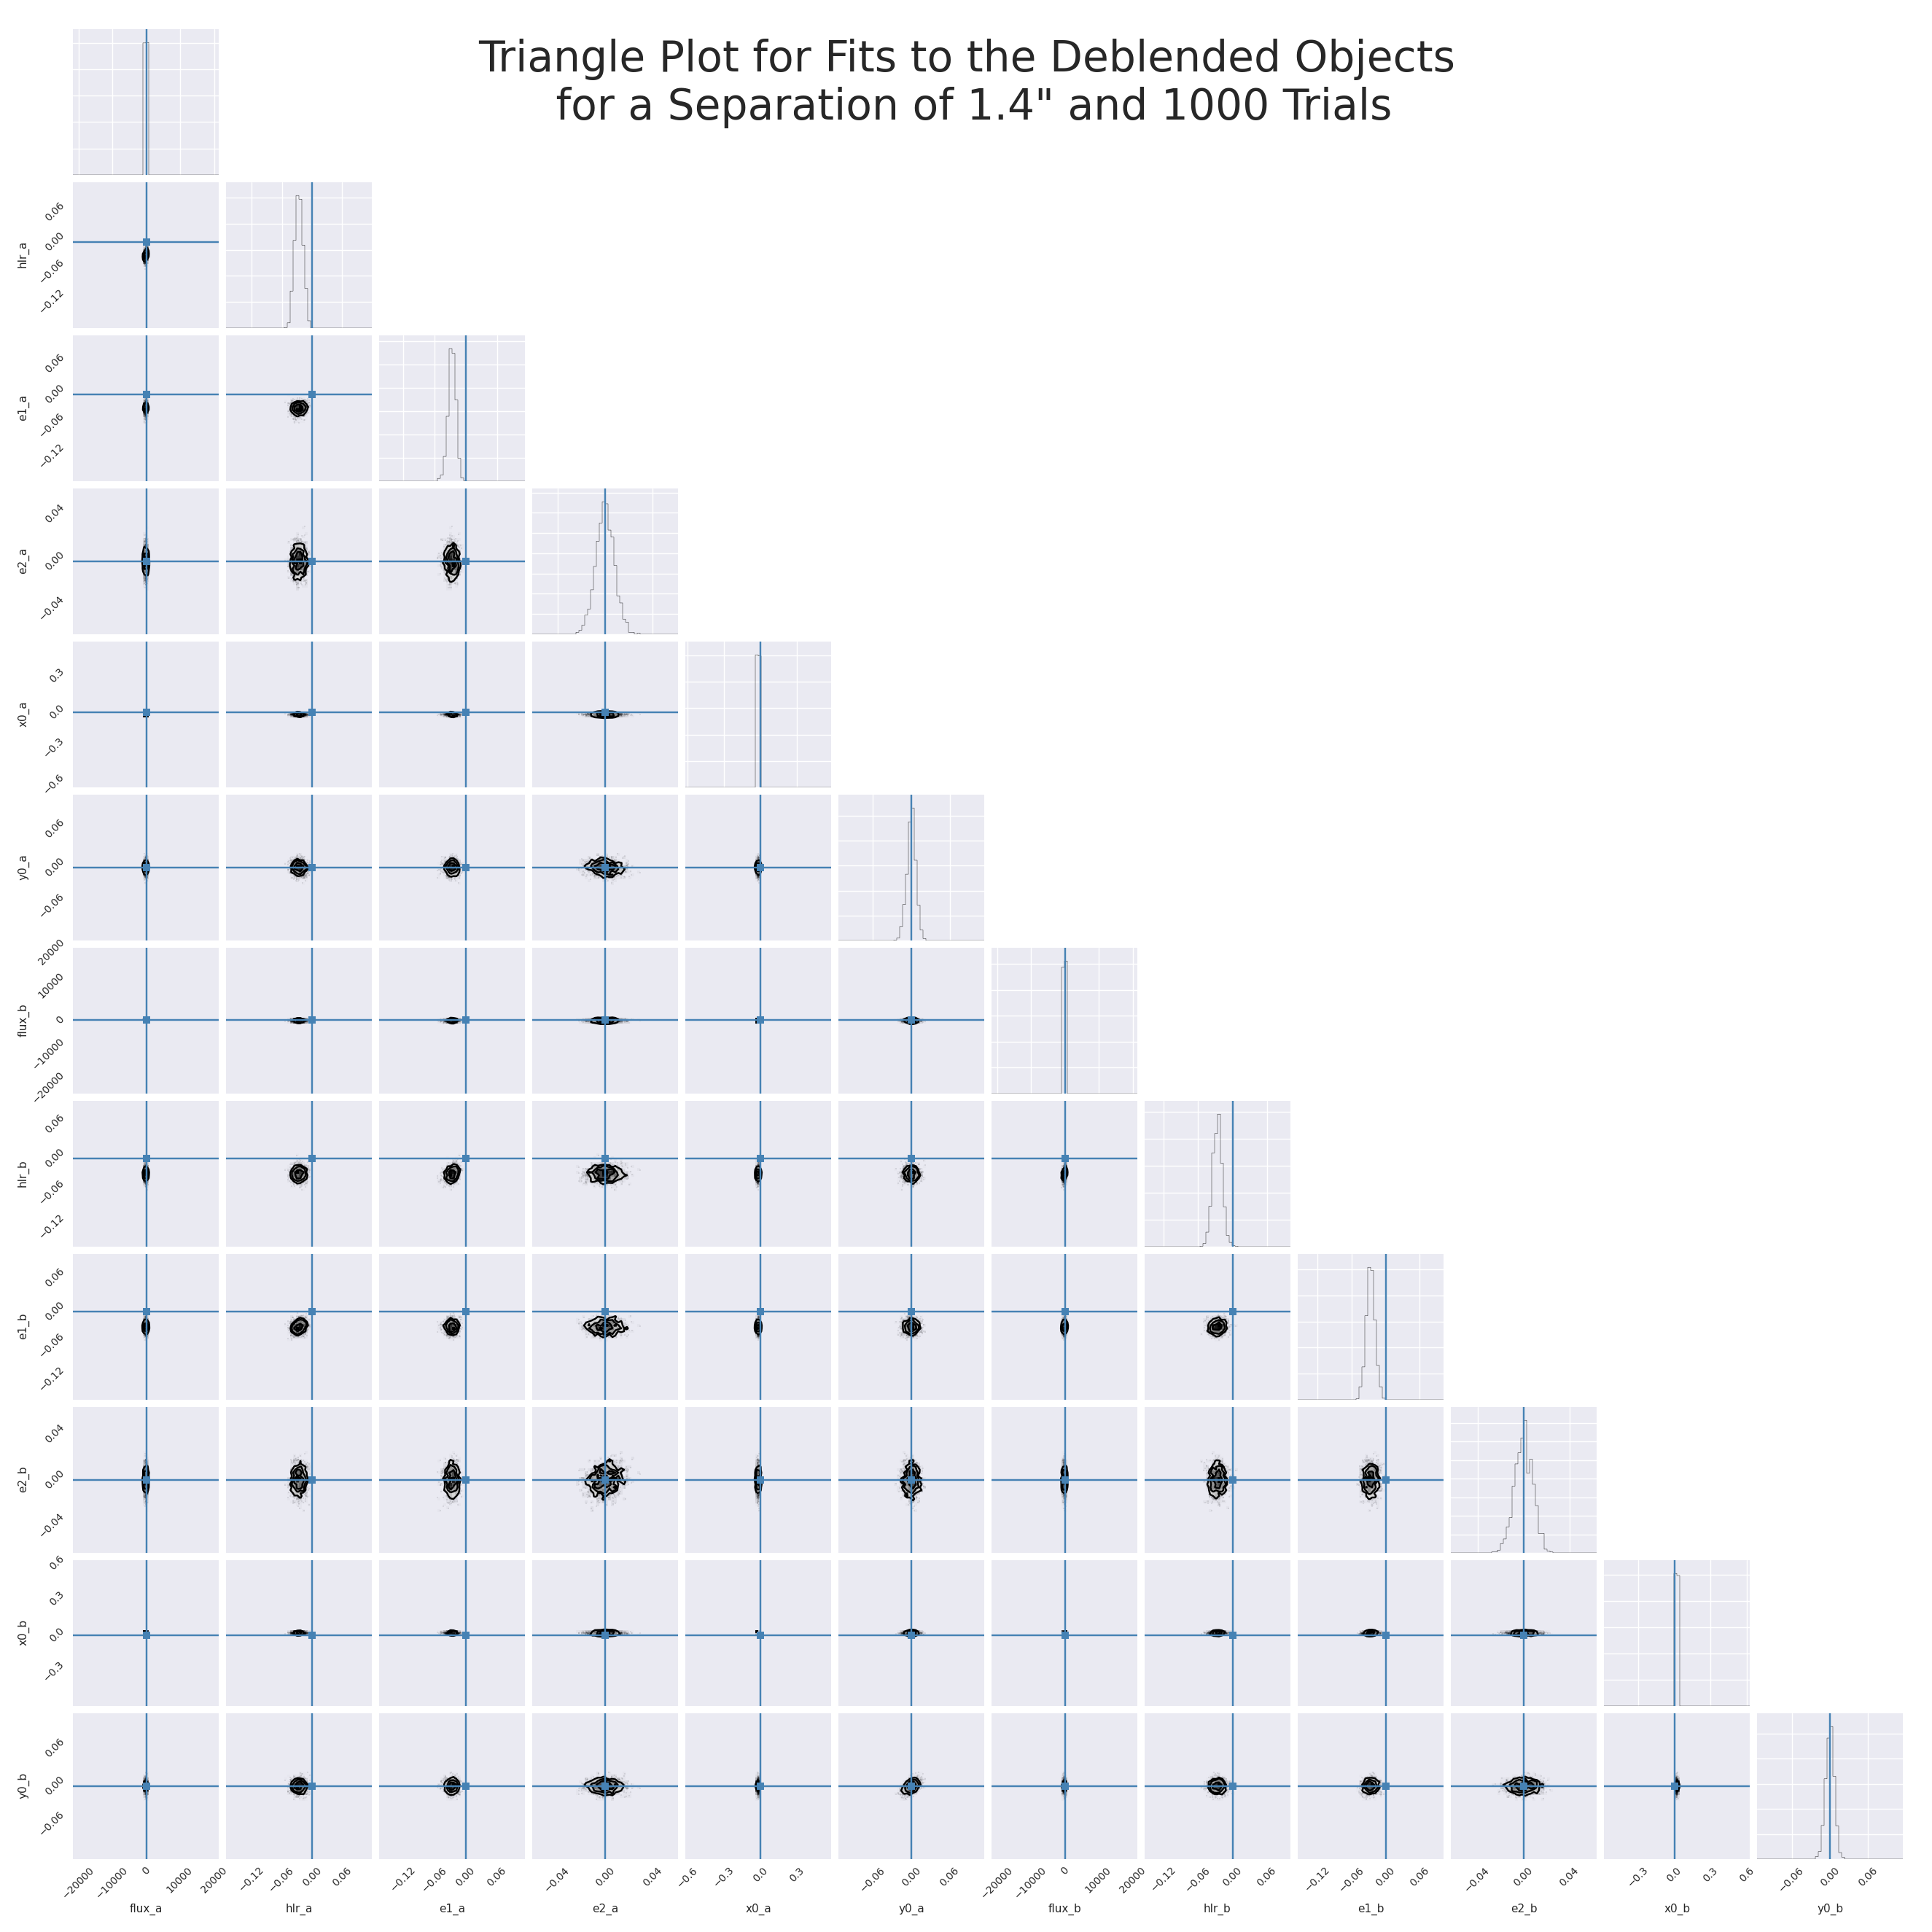 Triangle Plot for Fits to the Deblended Objects
for a Separation of 1.4" and 1000 Trials
0.06
0.00
−0.06
−0.12
hlr_a
0.06
0.00
−0.06
−0.12
e1_a
0.04
0.00
−0.04
e2_a
0.3
0.0
−0.3
−0.6
x0_a
0.06
0.00
−0.06
y0_a
20000
10000
0
−10000
−20000
flux_b
0.06
0.00
−0.06
−0.12
hlr_b
0.06
0.00
−0.06
−0.12
e1_b
0.04
0.00
−0.04
e2_b
0.6
0.3
0.0
−0.3
x0_b
0.06
0.00
−0.06
y0_b
−20000 −10000 0 10000 20000 −0.12 −0.06 0.00 0.06 −0.12 −0.06 0.00 0.06 −0.04 0.00 0.04 −0.6 −0.3 0.0 0.3 −0.06 0.00 0.06 −20000 −10000 0 10000 20000 −0.12 −0.06 0.00 0.06 −0.12 −0.06 0.00 0.06 −0.04 0.00 0.04 −0.3 0.0 0.3 0.6 −0.06 0.00 0.06
flux_a hlr_a e1_a e2_a x0_a y0_a flux_b hlr_b e1_b e2_b x0_b y0_b